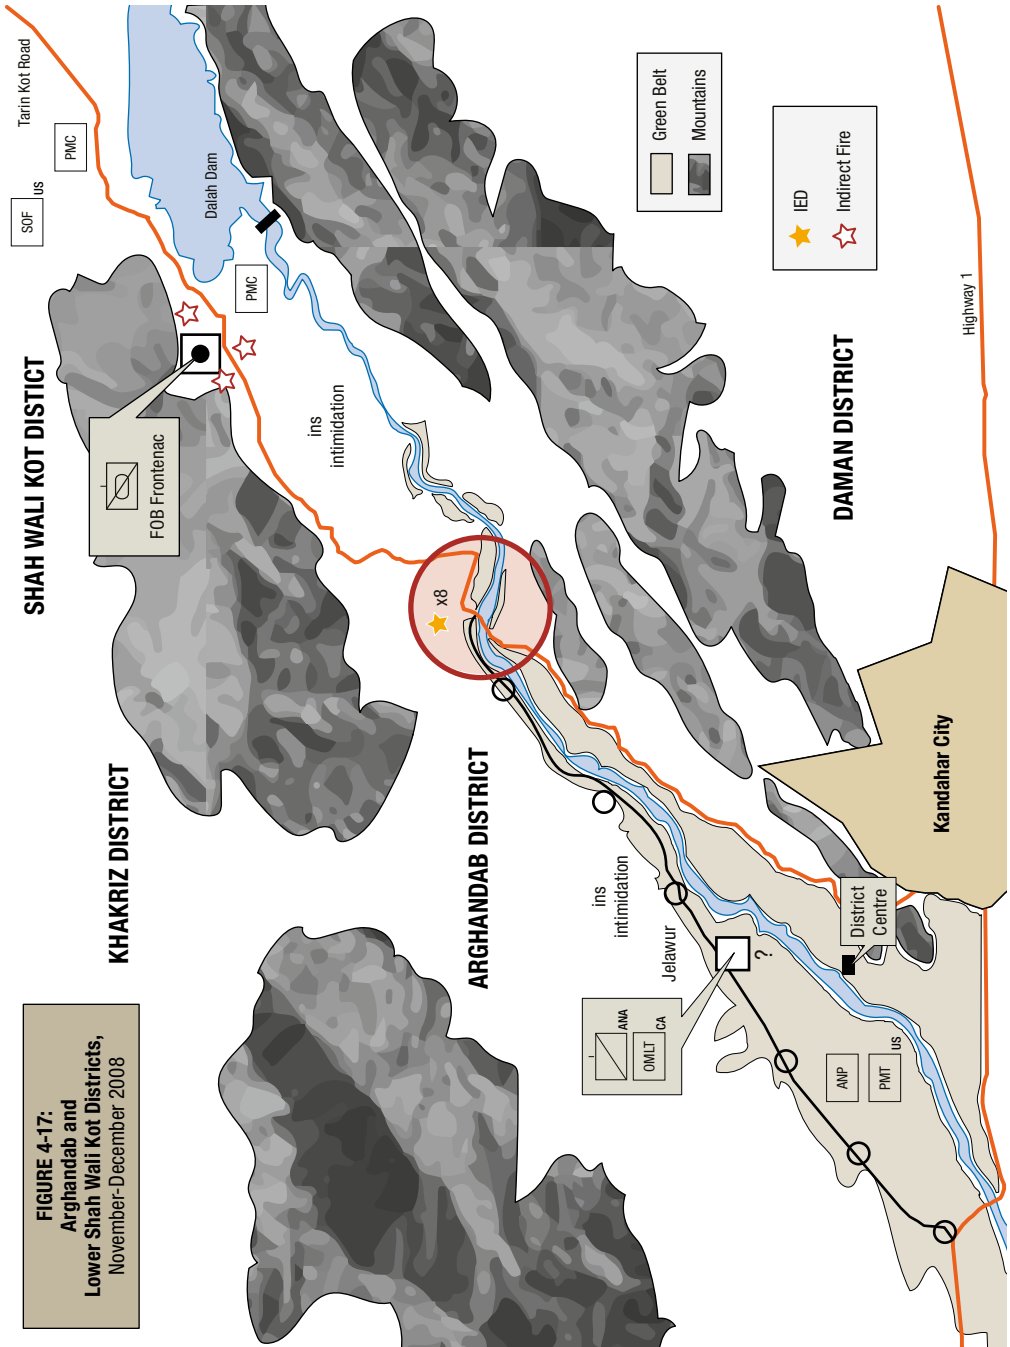 FIGURE 4-17:
Arghandab and
Lower Shah Wali Kot Districts,
November-December 2008
KHAKRIZ DISTRICT
SHAH WALI KOT DISTICT
ARGHANDAB DISTRICT
DAMAN DISTRICT
FOB Frontenac
SOF
US
PMC
Tarin Kot Road
Dalah Dam
PMC
ins
intimidation
x8
ins
intimidation
Jelawur
?
ANA
OMLT
CA
ANP
PMT
US
District
Centre
Kandahar City
Highway 1
Green Belt
Mountains
IED
Indirect Fire